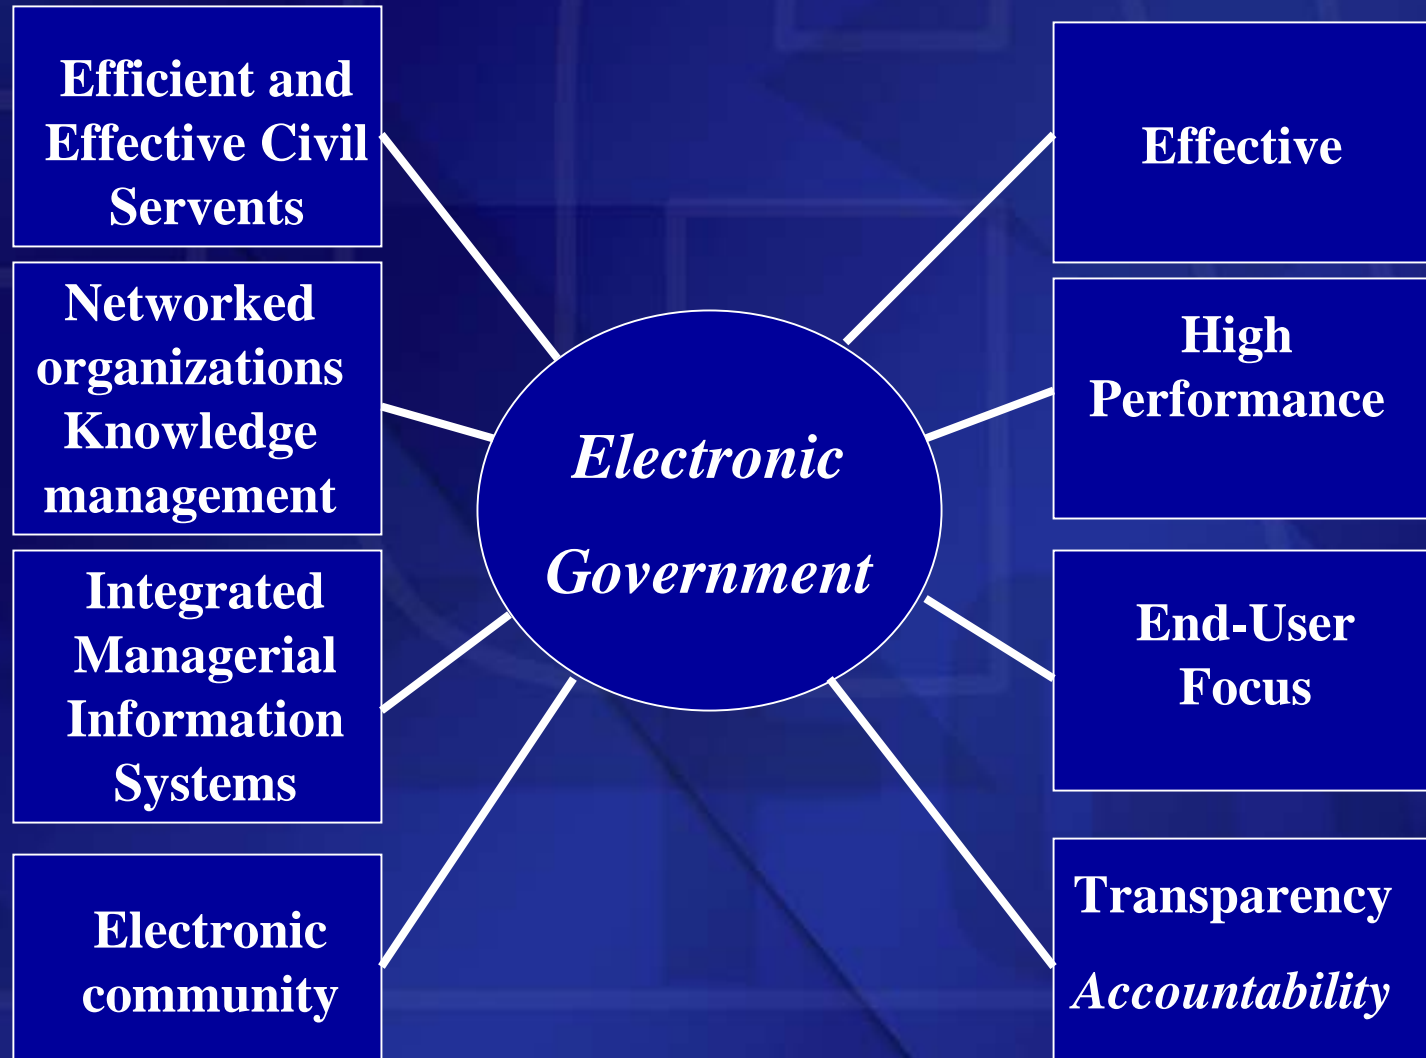 Efficient and
Effective Civil
Servents
Networked
organizations
Knowledge
management
Integrated
Managerial
Information
Systems
Electronic
community
Electronic
Government
Effective
High
Performance
End-User
Focus
Transparency
Accountability